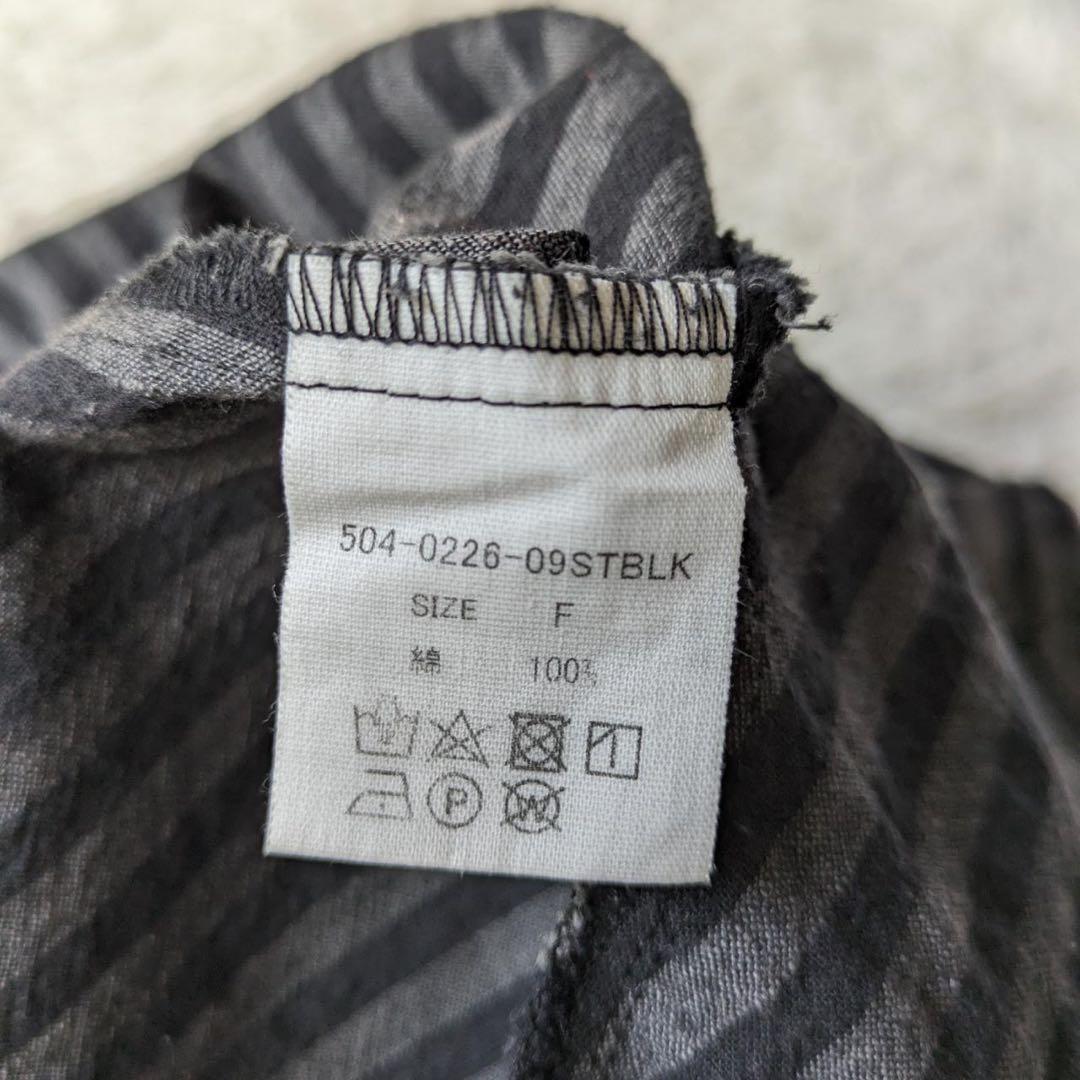 504-0226-09STBLK
SIZE F
綿 100%
P
W